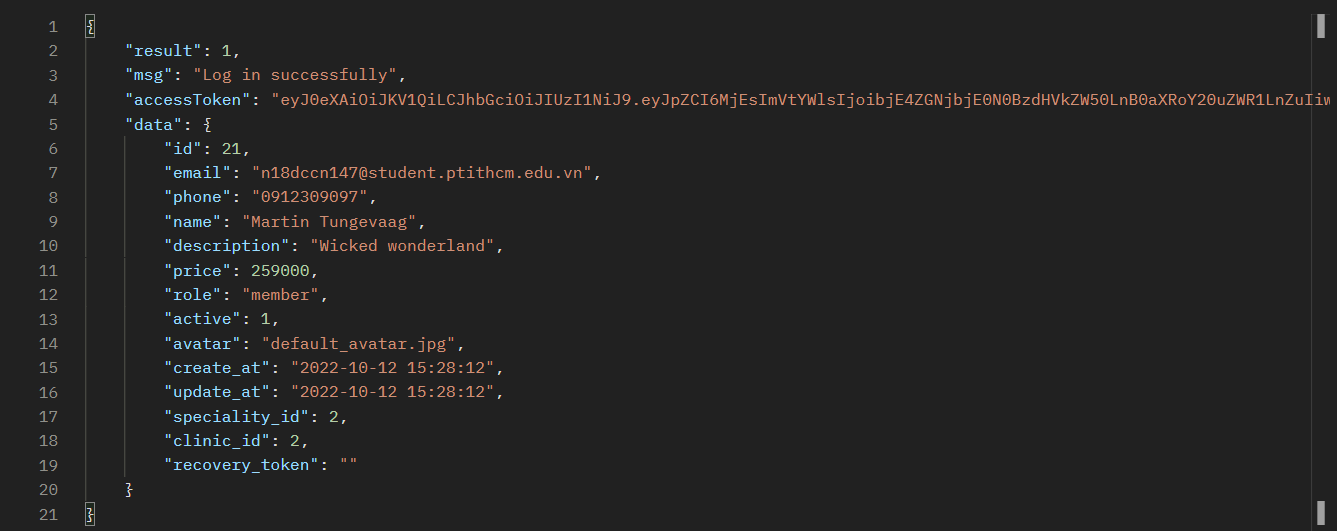 1 {
2 "result": 1,
3 "msg": "Log in successfully",
4 "accessToken": "eyJ0eXAiOiJKV1QiLCJhbGciOiJIUzI1NiJ9.eyJpZCI6MjEsImVtYWlsIjoibjE4ZGNjbjE0N0BzdHVkZW50LnB0aXRoY20uZWR1LnZuIiw
5 "data": {
6 "id": 21,
7 "email": "n18dccn147@student.ptithcm.edu.vn",
8 "phone": "0912309097",
9 "name": "Martin Tungevaag",
10 "description": "Wicked wonderland",
11 "price": 259000,
12 "role": "member",
13 "active": 1,
14 "avatar": "default_avatar.jpg",
15 "create_at": "2022-10-12 15:28:12",
16 "update_at": "2022-10-12 15:28:12",
17 "speciality_id": 2,
18 "clinic_id": 2,
19 "recovery_token": ""
20 }
21 }